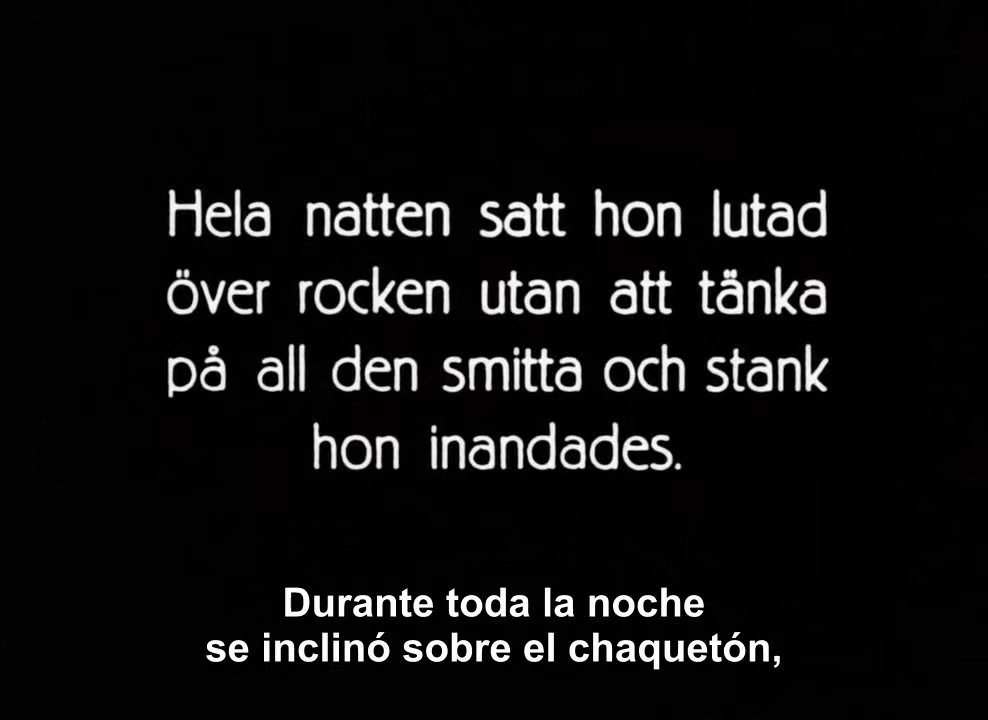 Hela natten satt hon lutad
över rocken utan att tänka
på all den smitta och stank
hon inandades.
Durante toda la noche
se inclinó sobre el chaquetón,